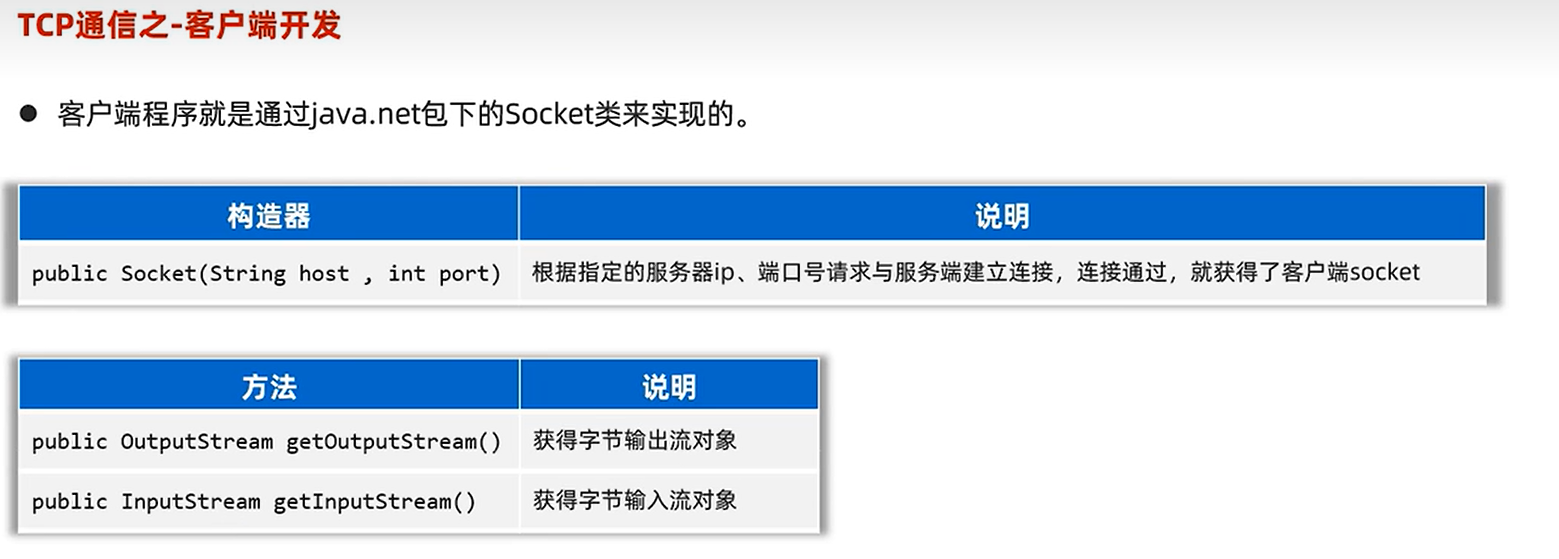 TCP通信之-客户端开发
● 客户端程序就是通过java.net包下的Socket类来实现的。
构造器 说明
public Socket(String host , int port) 根据指定的服务器ip、端口号请求与服务端建立连接，连接通过，就获得了客户端socket
方法 说明
public OutputStream getOutputStream() 获得字节输出流对象
public InputStream getInputStream() 获得字节输入流对象